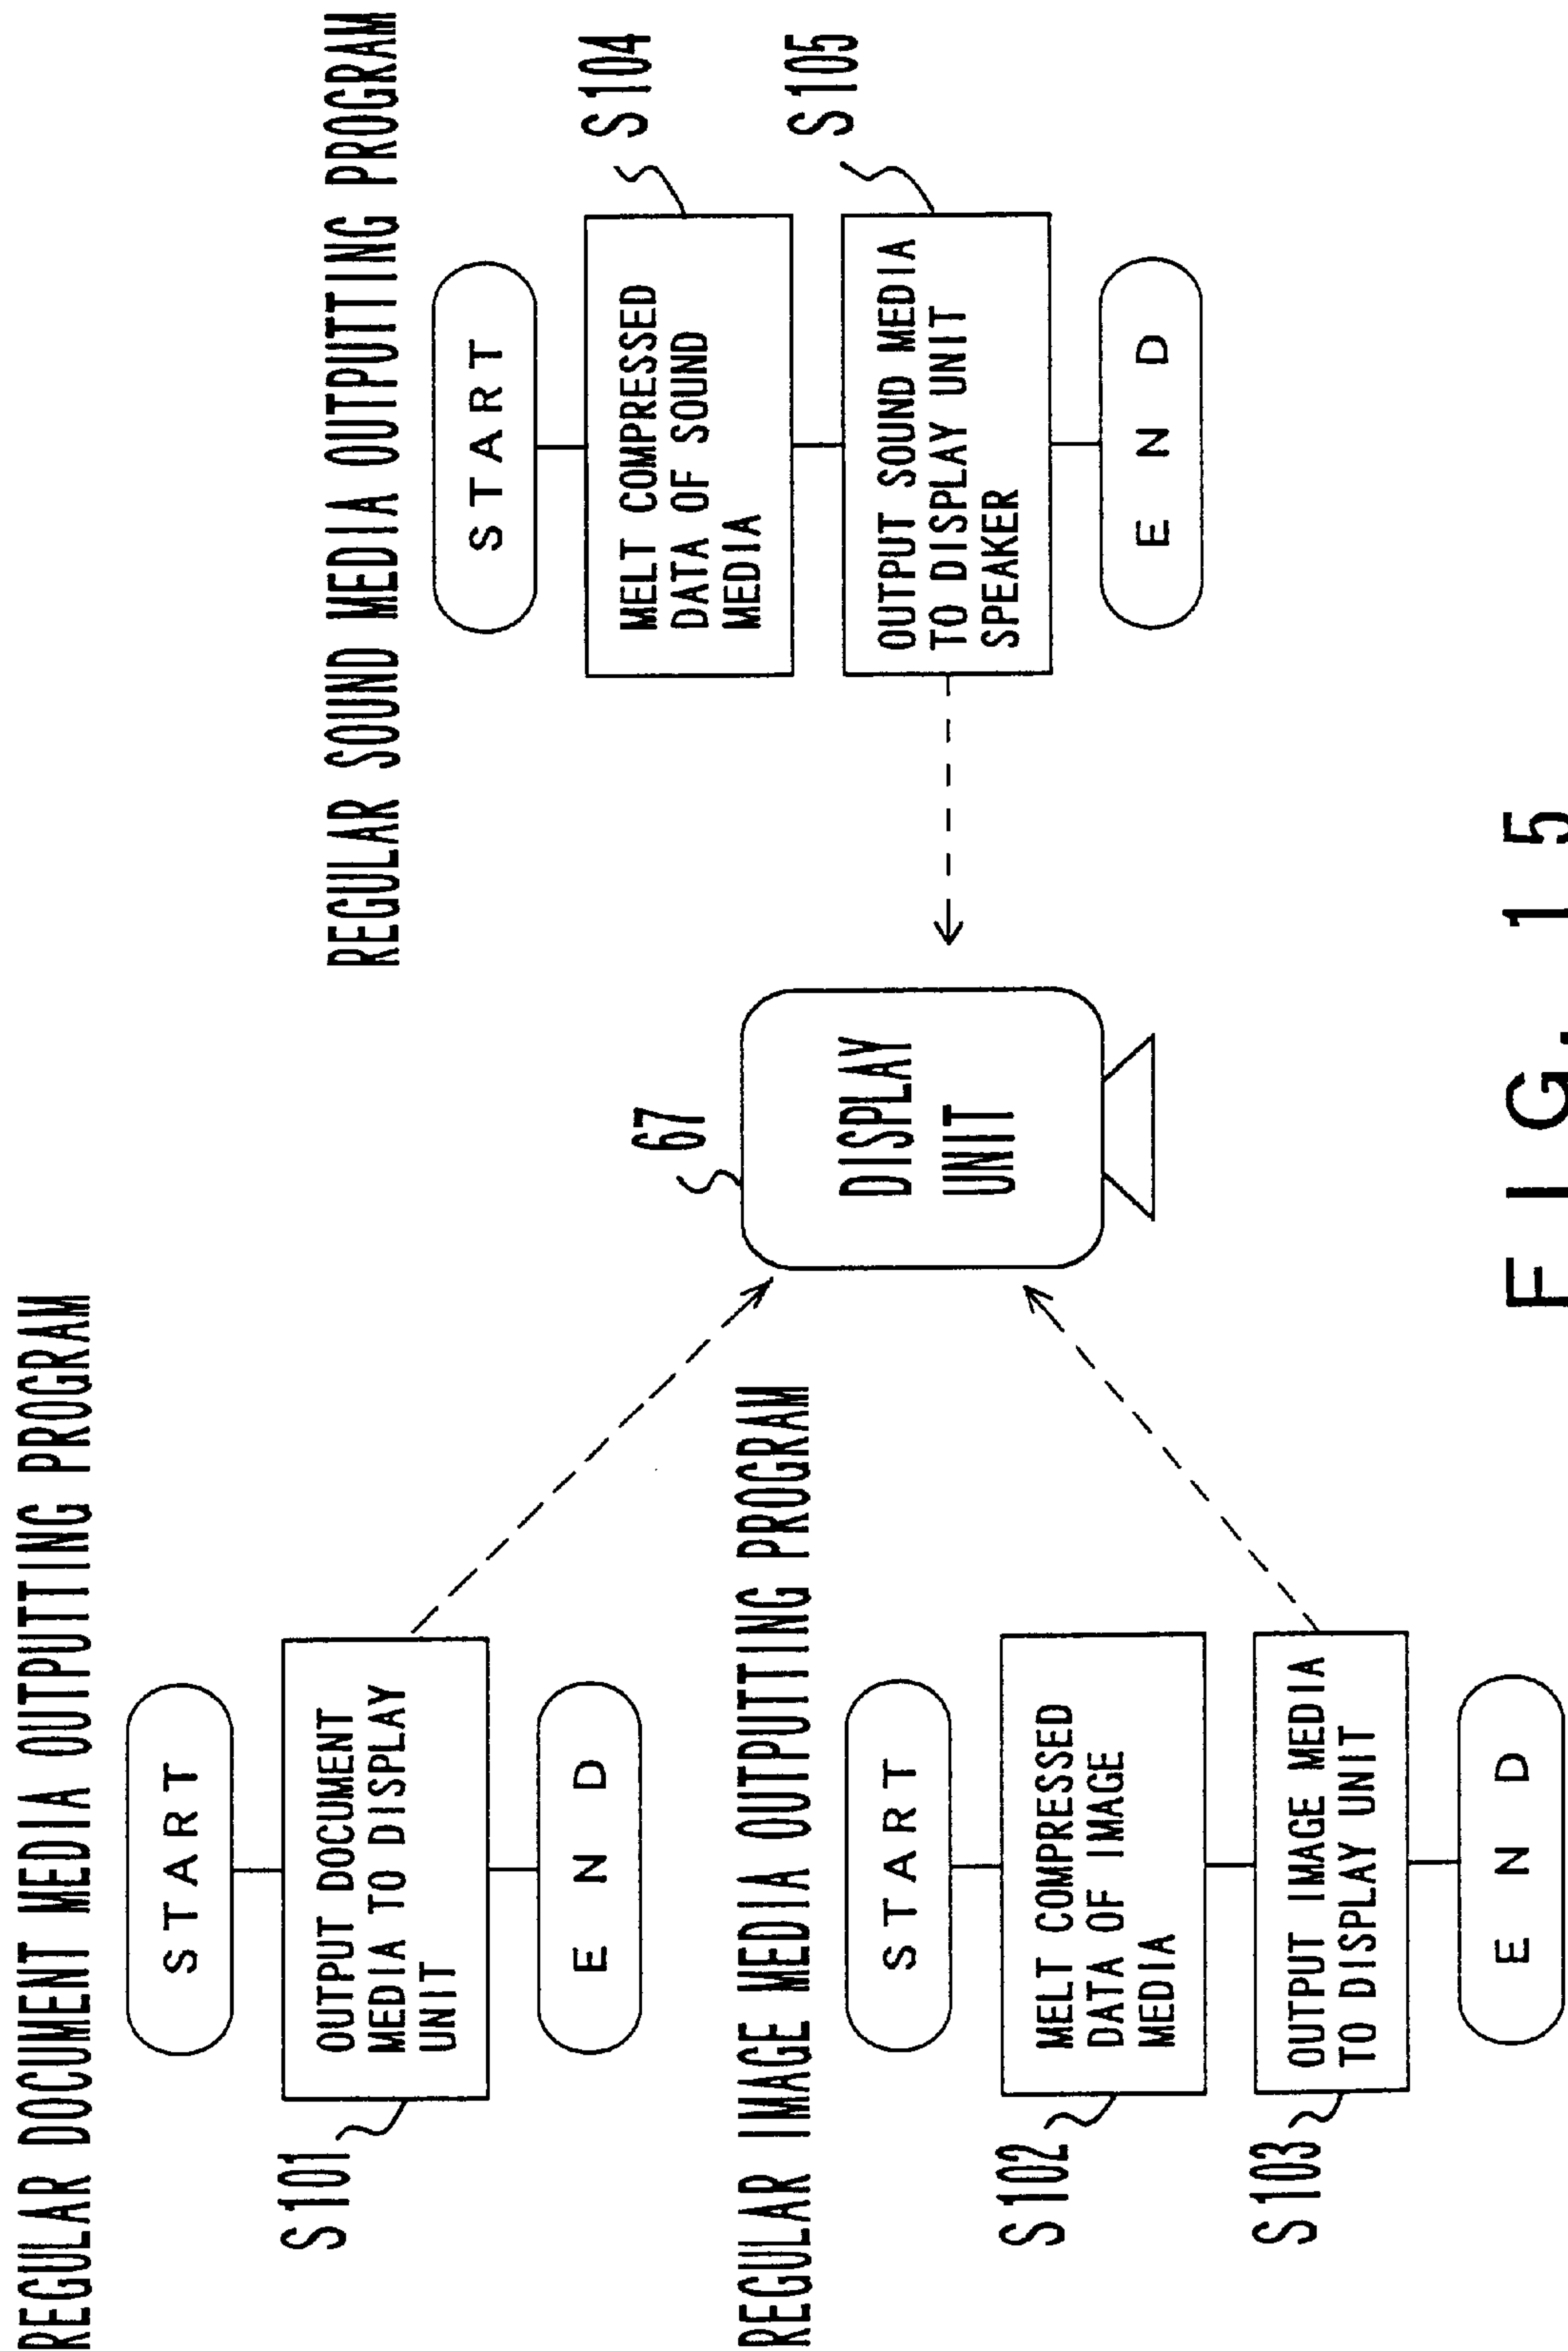 REGULAR DOCUMENT MEDIA OUTPUTTING PROGRAM
START
S101
OUTPUT DOCUMENT
MEDIA TO DISPLAY
UNIT
END
REGULAR IMAGE MEDIA OUTPUTTING PROGRAM
START
S102
MELT COMPRESSED
DATA OF IMAGE
MEDIA
S103
OUTPUT IMAGE MEDIA
TO DISPLAY UNIT
END
67
DISPLAY
UNIT
REGULAR SOUND MEDIA OUTPUTTING PROGRAM
START
S104
MELT COMPRESSED
DATA OF SOUND
MEDIA
S105
OUTPUT SOUND MEDIA
TO DISPLAY UNIT
SPEAKER
END
FIG. 15